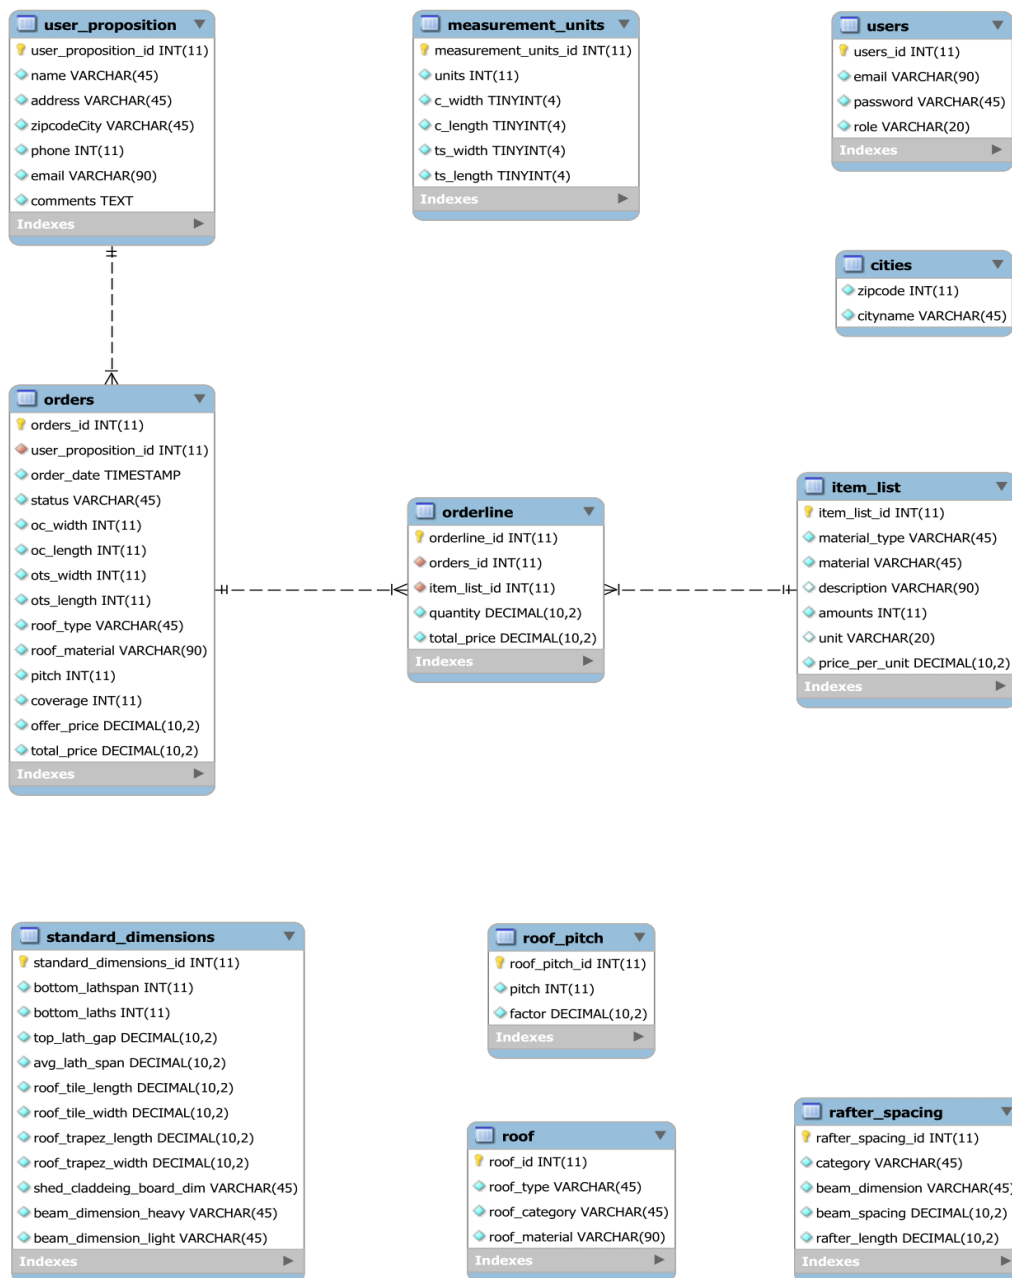 user_proposition
user_proposition_id INT(11)
name VARCHAR(45)
address VARCHAR(45)
zipcodeCity VARCHAR(45)
phone INT(11)
email VARCHAR(90)
comments TEXT
Indexes
measurement_units
measurement_units_id INT(11)
units INT(11)
c_width TINYINT(4)
c_length TINYINT(4)
ts_width TINYINT(4)
ts_length TINYINT(4)
Indexes
users
users_id INT(11)
email VARCHAR(90)
password VARCHAR(45)
role VARCHAR(20)
Indexes
cities
zipcode INT(11)
cityname VARCHAR(45)
orders
orders_id INT(11)
user_proposition_id INT(11)
order_date TIMESTAMP
status VARCHAR(45)
oc_width INT(11)
oc_length INT(11)
ots_width INT(11)
ots_length INT(11)
roof_type VARCHAR(45)
roof_material VARCHAR(90)
pitch INT(11)
coverage INT(11)
offer_price DECIMAL(10,2)
total_price DECIMAL(10,2)
Indexes
orderline
orderline_id INT(11)
orders_id INT(11)
item_list_id INT(11)
quantity DECIMAL(10,2)
total_price DECIMAL(10,2)
Indexes
item_list
item_list_id INT(11)
material_type VARCHAR(45)
material VARCHAR(45)
description VARCHAR(90)
amounts INT(11)
unit VARCHAR(20)
price_per_unit DECIMAL(10,2)
Indexes
standard_dimensions
standard_dimensions_id INT(11)
bottom_lathspan INT(11)
bottom_laths INT(11)
top_lath_gap DECIMAL(10,2)
avg_lath_span DECIMAL(10,2)
roof_tile_length DECIMAL(10,2)
roof_tile_width DECIMAL(10,2)
roof_trapez_length DECIMAL(10,2)
roof_trapez_width DECIMAL(10,2)
shed_claddeing_board_dim VARCHAR(45)
beam_dimension_heavy VARCHAR(45)
beam_dimension_light VARCHAR(45)
Indexes
roof_pitch
roof_pitch_id INT(11)
pitch INT(11)
factor DECIMAL(10,2)
Indexes
roof
roof_id INT(11)
roof_type VARCHAR(45)
roof_category VARCHAR(45)
roof_material VARCHAR(90)
Indexes
rafter_spacing
rafter_spacing_id INT(11)
category VARCHAR(45)
beam_dimension VARCHAR(45)
beam_spacing DECIMAL(10,2)
rafter_length DECIMAL(10,2)
Indexes